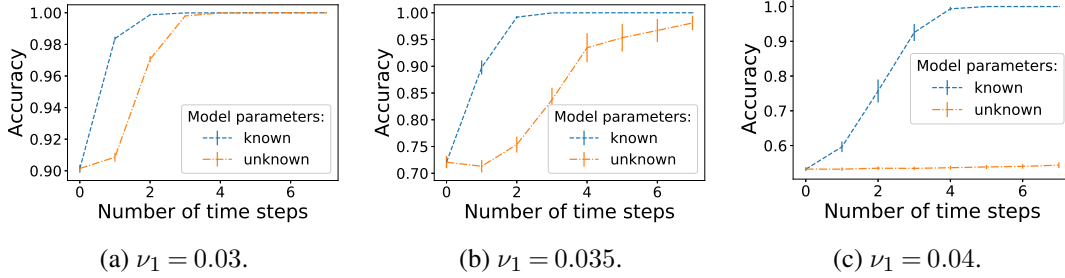 1.00
0.98
0.96
0.94
0.92
0.90
Accuracy
Model parameters:
known
unknown
0 2 4 6
Number of time steps
(a) ν₁ = 0.03.
1.00
0.95
0.90
0.85
0.80
0.75
0.70
Accuracy
Model parameters:
known
unknown
0 2 4 6
Number of time steps
(b) ν₁ = 0.035.
1.0
0.9
0.8
0.7
0.6
Accuracy
Model parameters:
known
unknown
0 2 4 6
Number of time steps
(c) ν₁ = 0.04.